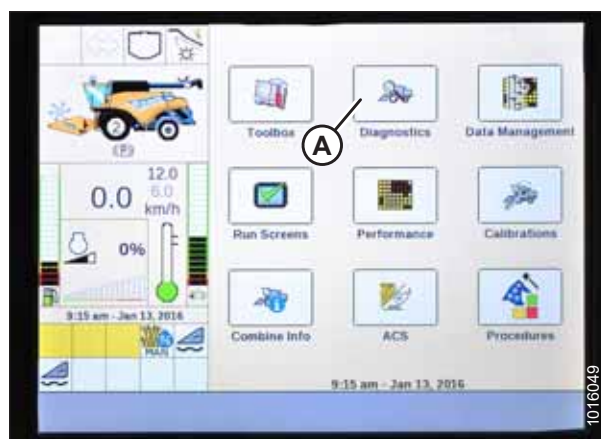 Toolbox
Diagnostics
Data Management
A
2
(P)
12.0
6.0
0.0
km/h
Run Screens
Performance
Calibrations
0%
9:15 am - Jan 13, 2016
MAN
Combine Info
ACS
Procedures
9:15 am - Jan 13, 2016
1016049